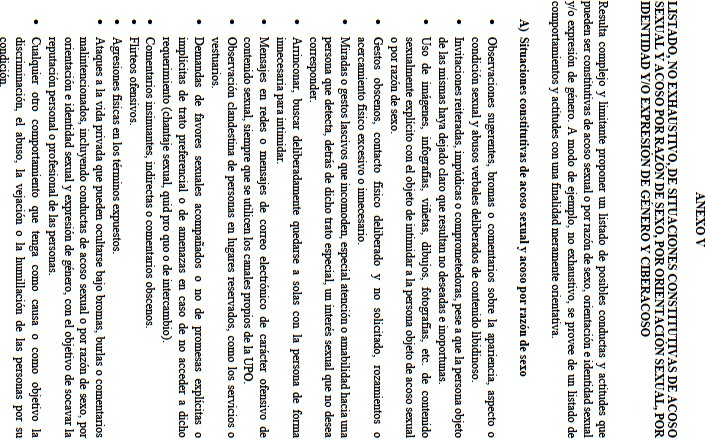 ANEXO V
LISTADO, NO EXHAUSTIVO, DE SITUACIONES CONSTITUTIVAS DE ACOSO
SEXUAL Y ACOSO POR RAZÓN DE SEXO, POR ORIENTACIÓN SEXUAL, POR
IDENTIDAD Y/O EXPRESIÓN DE GÉNERO Y CIBERACOSO
Resulta complejo y limitante proponer un listado de posibles conductas y actitudes que
pueden ser constitutivas de acoso sexual o por razón de sexo, orientación e identidad sexual
y/o expresión de género. A modo de ejemplo, no exhaustivo, se provee de un listado de
comportamientos y actitudes con una finalidad meramente orientativa.
A) Situaciones constitutivas de acoso sexual y acoso por razón de sexo
• Observaciones sugerentes, bromas o comentarios sobre la apariencia, aspecto o
condición sexual y abusos verbales deliberados de contenido libidinoso.
• Invitaciones reiteradas, impúdicas o comprometedoras, pese a que la persona objeto
de las mismas haya dejado claro que resultan no deseadas e inoportunas.
• Uso de imágenes, infografías, viñetas, dibujos, fotografías, etc. de contenido
sexualmente explícito con el objeto de intimidar a la persona objeto de acoso sexual
o por razón de sexo.
• Gestos obscenos, contacto físico deliberado y no solicitado, rozamientos o
acercamiento físico excesivo o innecesario.
• Miradas o gestos lascivos que incomoden, especial atención o amabilidad hacia una
persona que detecta, detrás de dicho trato especial, un interés sexual que no desea
corresponder.
• Arrinconar, buscar deliberadamente quedarse a solas con la persona de forma
innecesaria para intimidar.
• Mensajes en redes o mensajes de correo electrónico de carácter ofensivo de
contenido sexual, siempre que se utilicen los canales propios de la UPO.
• Observación clandestina de personas en lugares reservados, como los servicios o
vestuarios
• Demandas de favores sexuales acompañados o no de promesas explícitas o
implícitas de trato preferencial o de amenazas en caso de no acceder a dicho
requerimiento (chantaje sexual, quid pro quo o de intercambio).
• Comentarios insinuantes, indirectas o comentarios obscenos.
• Flirteos ofensivos.
• Agresiones físicas en los términos expuestos.
• Ataques a la vida privada que pueden ocultarse bajo bromas, burlas o comentarios
malintencionados, incluyendo conductas de acoso sexual o por razón de sexo, por
orientación e identidad sexual y expresión de género, con el objetivo de socavar la
reputación personal o profesional de las personas.
• Cualquier otro comportamiento que tenga como causa o como objetivo la
discriminación, el abuso, la vejación o la humillación de las personas por su
condición.